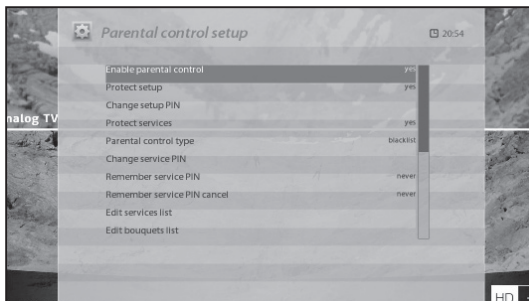 Parental control setup
20:54
Enable parental control yes
Protect setup yes
Change setup PIN
nalog TV
Protect services yes
Parental control type blacklist
Change service PIN
Remember service PIN never
Remember service PIN cancel never
Edit services list
Edit bouquets list
HD